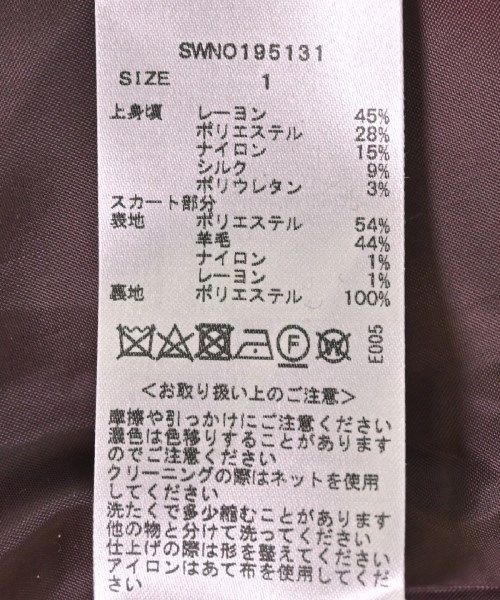 SWNO195131
SIZE 1
上身頃 レーヨン 45%
ポリエステル 28%
ナイロン 15%
シルク 9%
ポリウレタン 3%
スカート部分
表地 ポリエステル 54%
羊毛 44%
ナイロン 1%
レーヨン 1%
裏地 ポリエステル 100%
F W
E005
<お取り扱い上のご注意>
摩擦や引っかけにご注意ください
濃色は色移りすることがあります
のでご注意ください
クリーニングの際はネットを使用
してください
洗たくで多少縮むことがあります
他の物と分けて洗ってください
仕上げの際は形を整えてください
アイロンはあて布を使用してくだ
さい